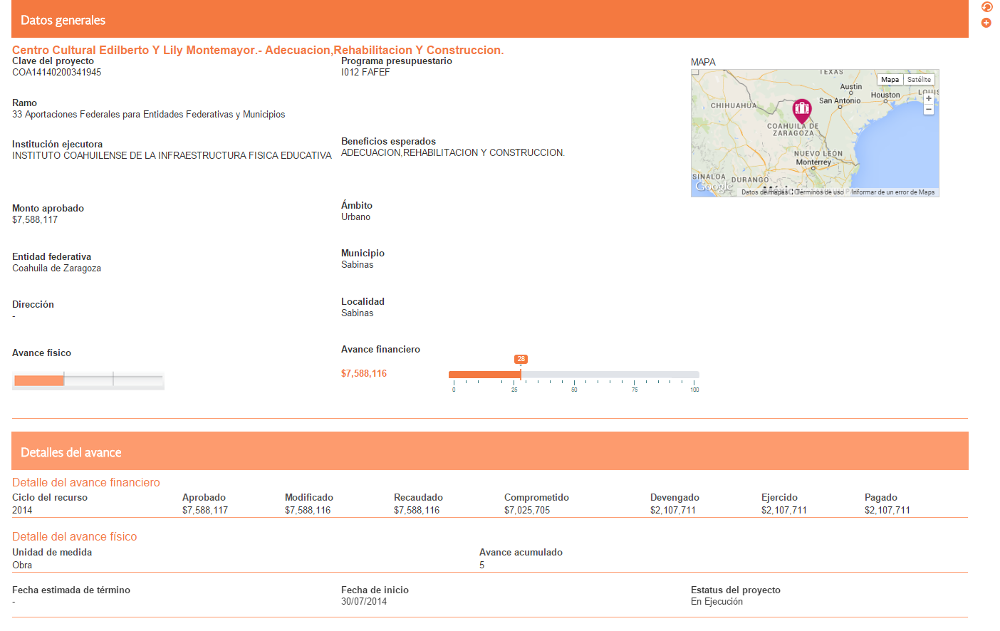 Datos generales
Centro Cultural Edilberto Y Lily Montemayor.- Adecuacion,Rehabilitacion Y Construccion.
Clave del proyecto
COA14140200341945
Programa presupuestario
I012 FAFEF
Ramo
33 Aportaciones Federales para Entidades Federativas y Municipios
Institución ejecutora
INSTITUTO COAHUILENSE DE LA INFRAESTRUCTURA FISICA EDUCATIVA
Beneficios esperados
ADECUACION,REHABILITACION Y CONSTRUCCION.
MAPA
TEXAS
Mapa
Satélite
Austin
Houston
San Antonio
CHIHUAHUA
COAHUILA DE
ZARAGOZA
NUEVO LEÓN
Monterrey
SINALOA
DURANGO
Google
Datos de mapas
Términos de uso
Informar de un error de Maps
+
−
Monto aprobado
$7,588,117
Ámbito
Urbano
Entidad federativa
Coahuila de Zaragoza
Municipio
Sabinas
Dirección
-
Localidad
Sabinas
Avance físico
Avance financiero
$7,588,116
28
0 25 50 75 100
Detalles del avance
Detalle del avance financiero
Ciclo del recurso Aprobado Modificado Recaudado Comprometido Devengado Ejercido Pagado
2014 $7,588,117 $7,588,116 $7,588,116 $7,025,705 $2,107,711 $2,107,711 $2,107,711
Detalle del avance físico
Unidad de medida Avance acumulado
Obra 5
Fecha estimada de término Fecha de inicio Estatus del proyecto
- 30/07/2014 En Ejecución